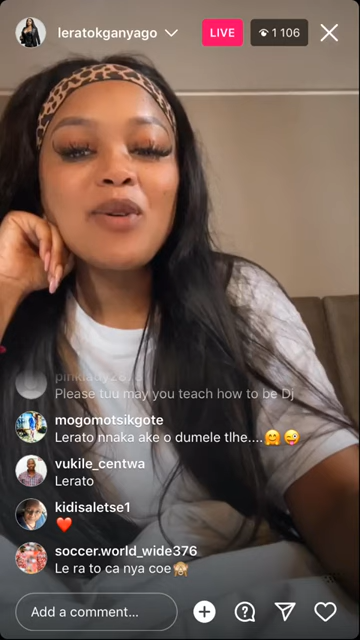 leratokganyago
LIVE
1 106
Please tuu may you teach how to be Dj
mogomotsikgote
Lerato nnaka ake o dumele tlhe....🤗😜
vukile_centwa
Lerato
kidisaletse1
❤️
soccer.world_wide376
Le ra to ca nya coe🙈
Add a comment...